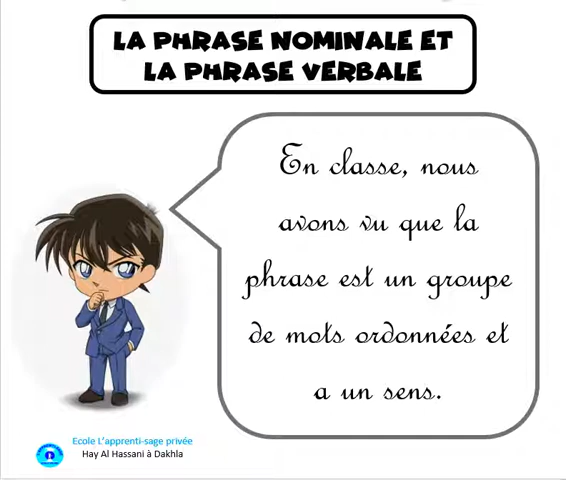 LA PHRASE NOMINALE ET
LA PHRASE VERBALE
En classe, nous
avons vu que la
phrase est un groupe
de mots ordonnées et
a un sens.
Ecole L'apprenti-sage privée
Hay Al Hassani à Dakhla